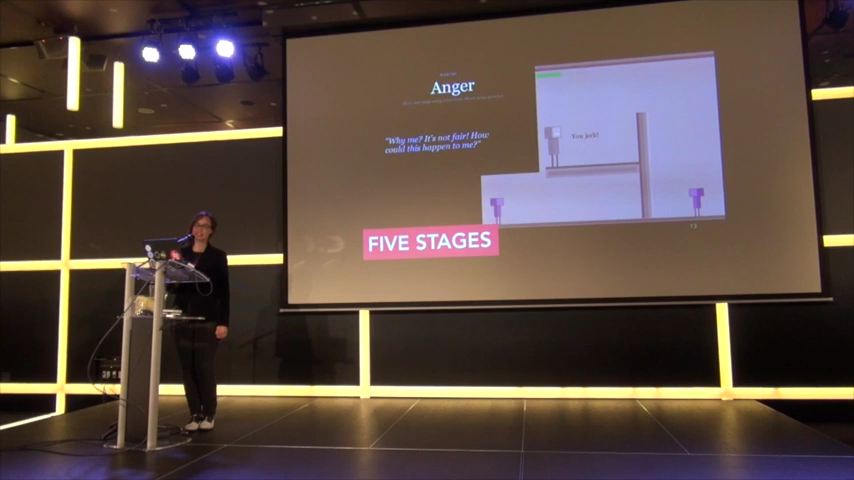 Anger
"Why me? It's not fair! How
could this happen to me?"
You jerk!
FIVE STAGES